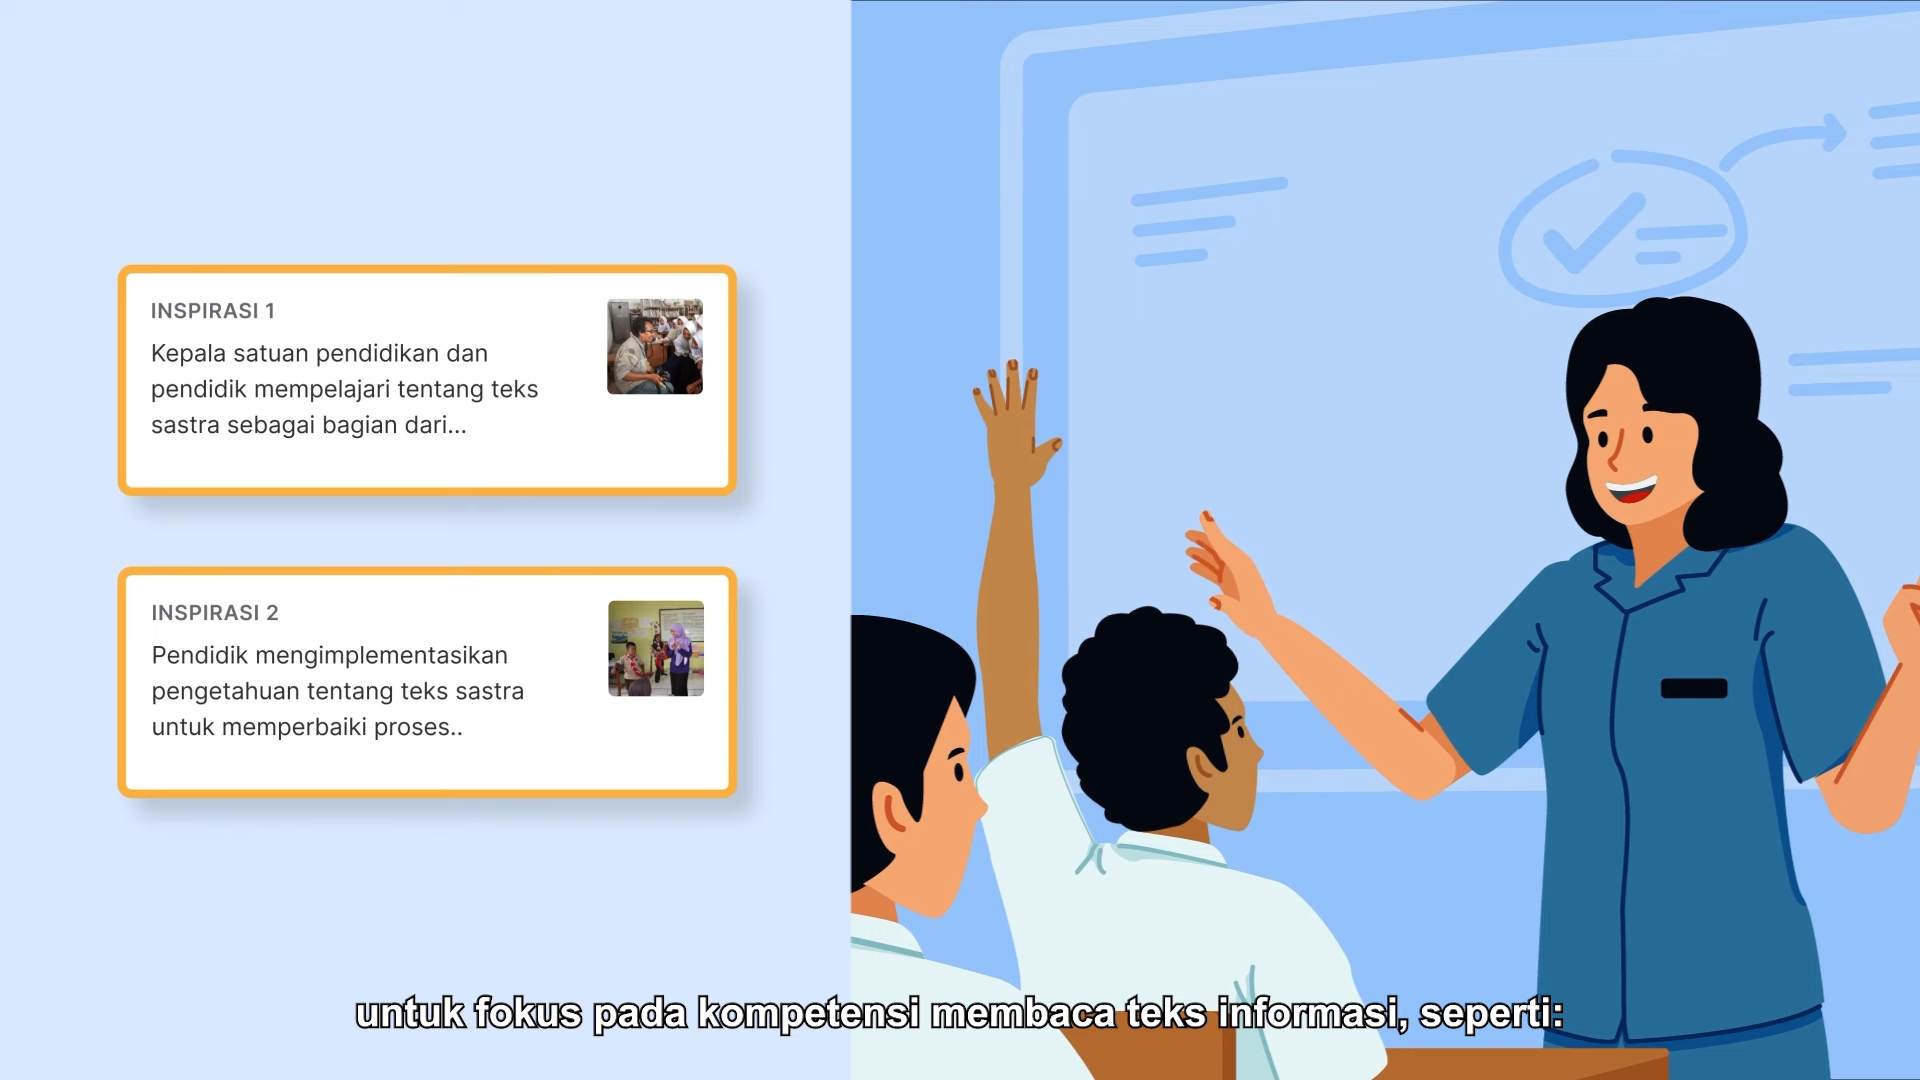 INSPIRASI 1
Kepala satuan pendidikan dan
pendidik mempelajari tentang teks
sastra sebagai bagian dari...
INSPIRASI 2
Pendidik mengimplementasikan
pengetahuan tentang teks sastra
untuk memperbaiki proses..
untuk fokus pada kompetensi membaca teks informasi, seperti: